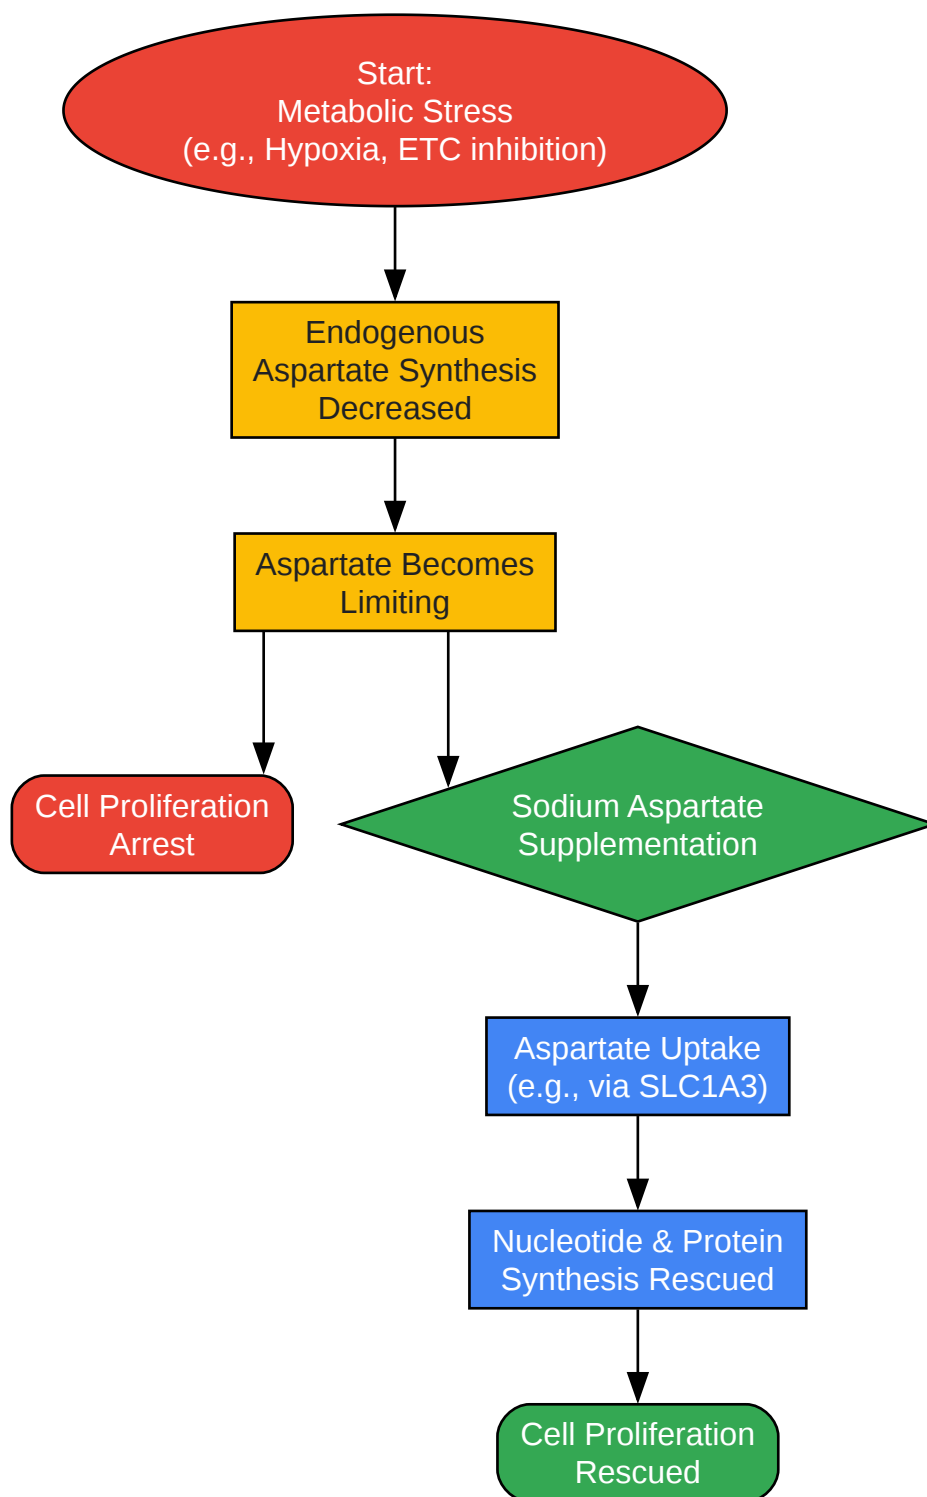 Start:
Metabolic Stress
(e.g., Hypoxia, ETC inhibition)
Endogenous
Aspartate Synthesis
Decreased
Aspartate Becomes
Limiting
Cell Proliferation
Arrest
Sodium Aspartate
Supplementation
Aspartate Uptake
(e.g., via SLC1A3)
Nucleotide & Protein
Synthesis Rescued
Cell Proliferation
Rescued